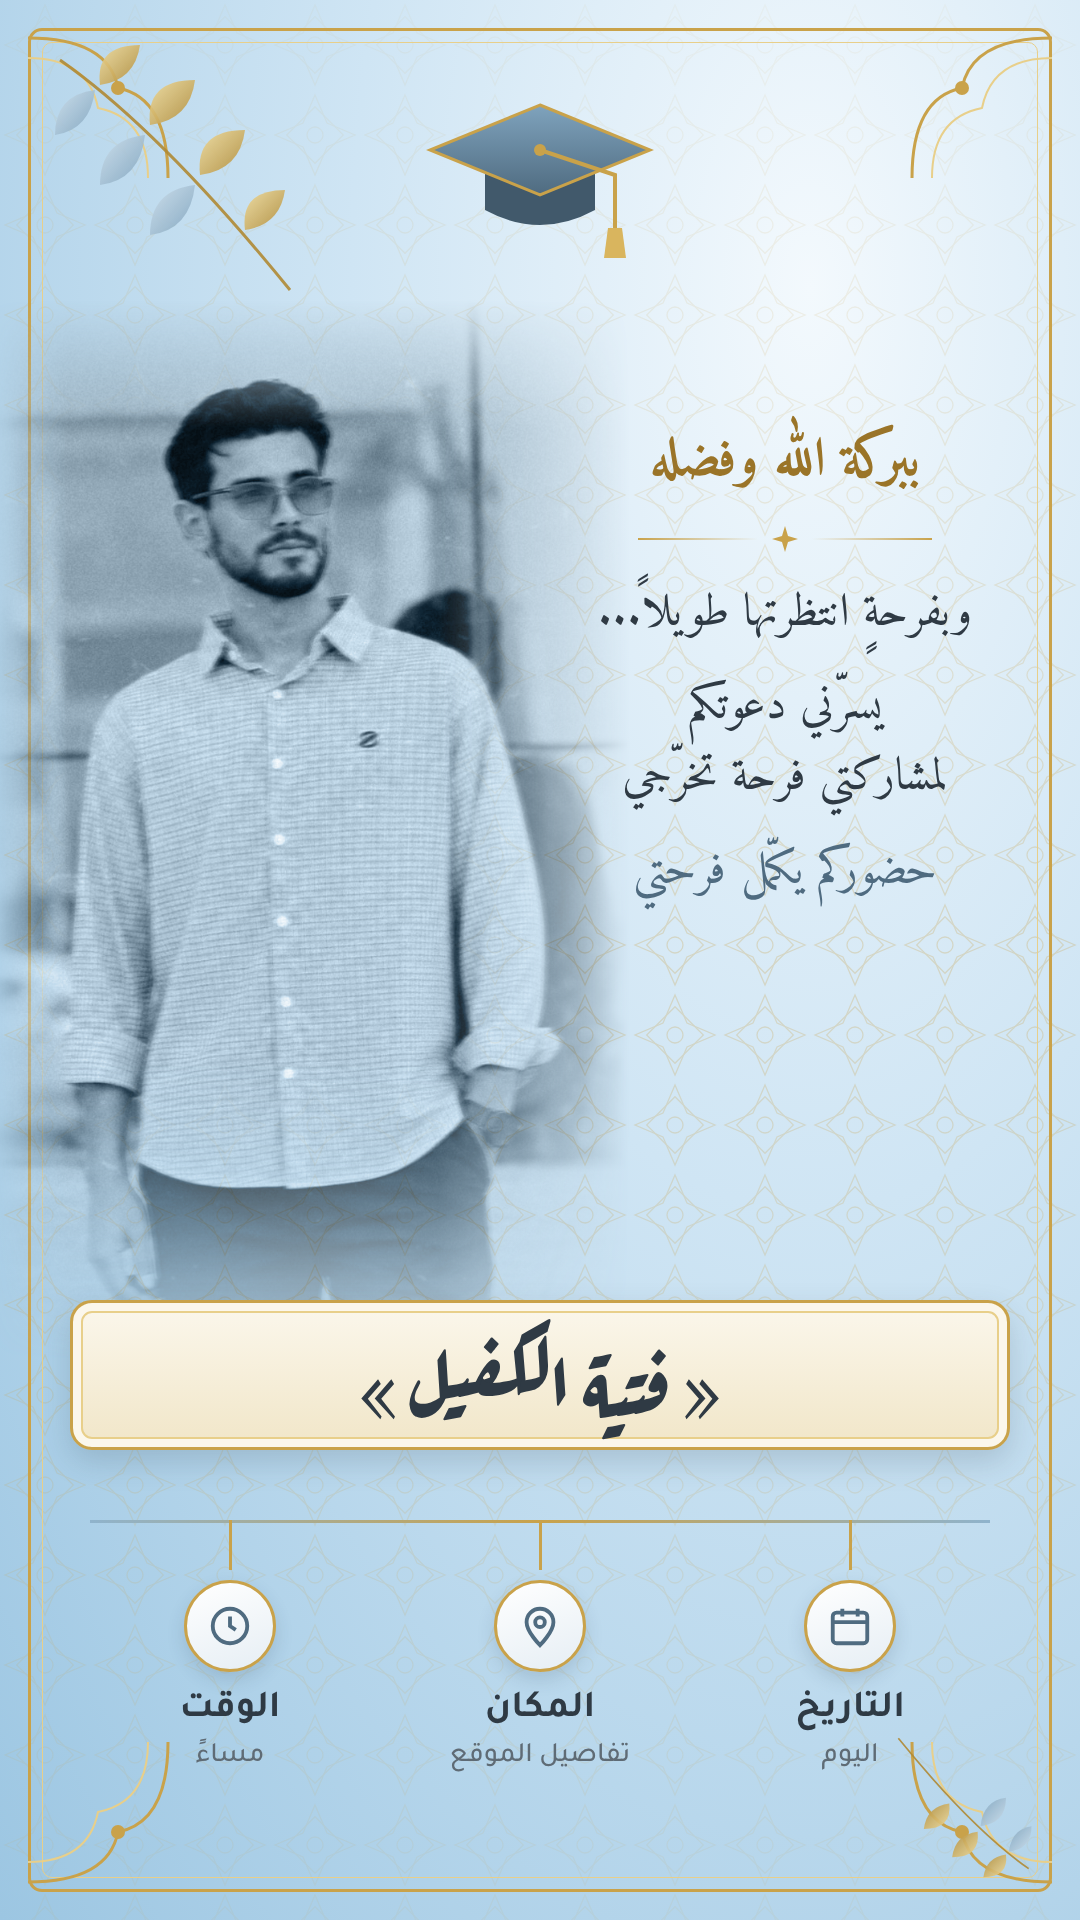 ببركة الله وفضله
وبفرحةٍ انتظرتها طويلاً...
يسرّني دعوتكم
لمشاركتي فرحة تخرّجي
حضوركم يكمّل فرحتي
« فتية الكفيل »
التاريخ
اليوم
المكان
تفاصيل الموقع
الوقت
مساءً